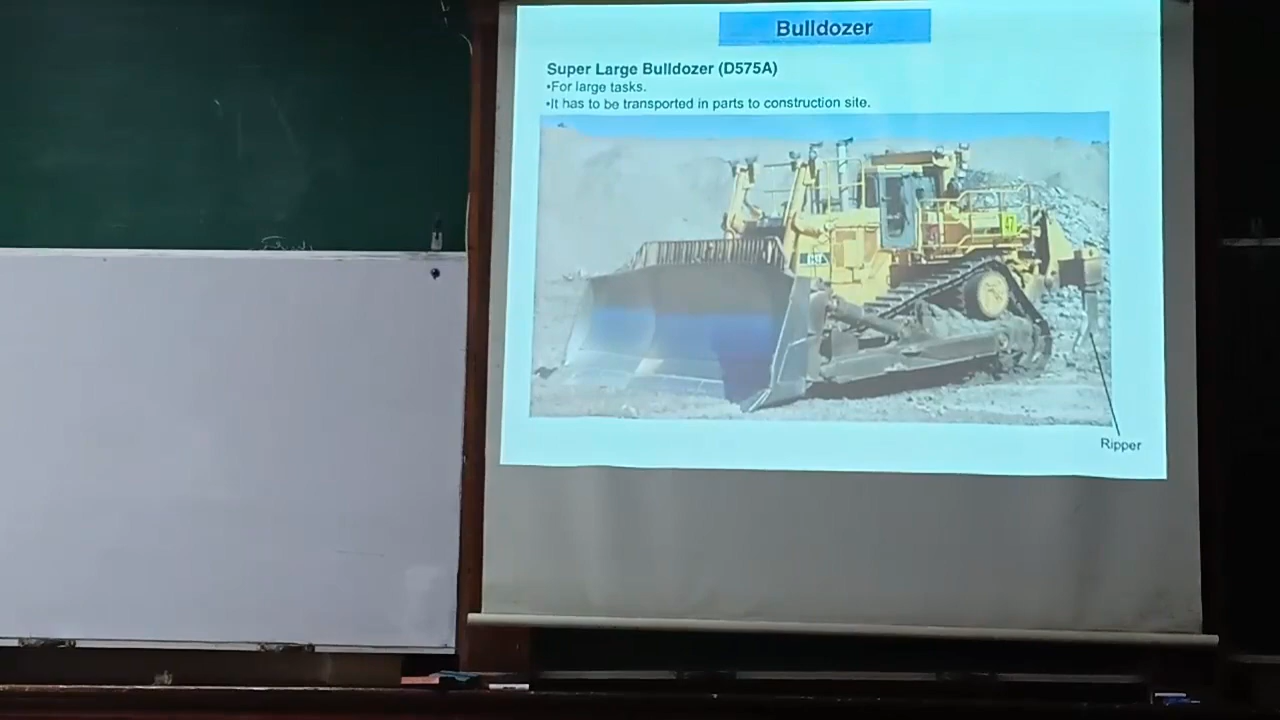 Bulldozer
Super Large Bulldozer (D575A)
•For large tasks.
•It has to be transported in parts to construction site.
47
Ripper